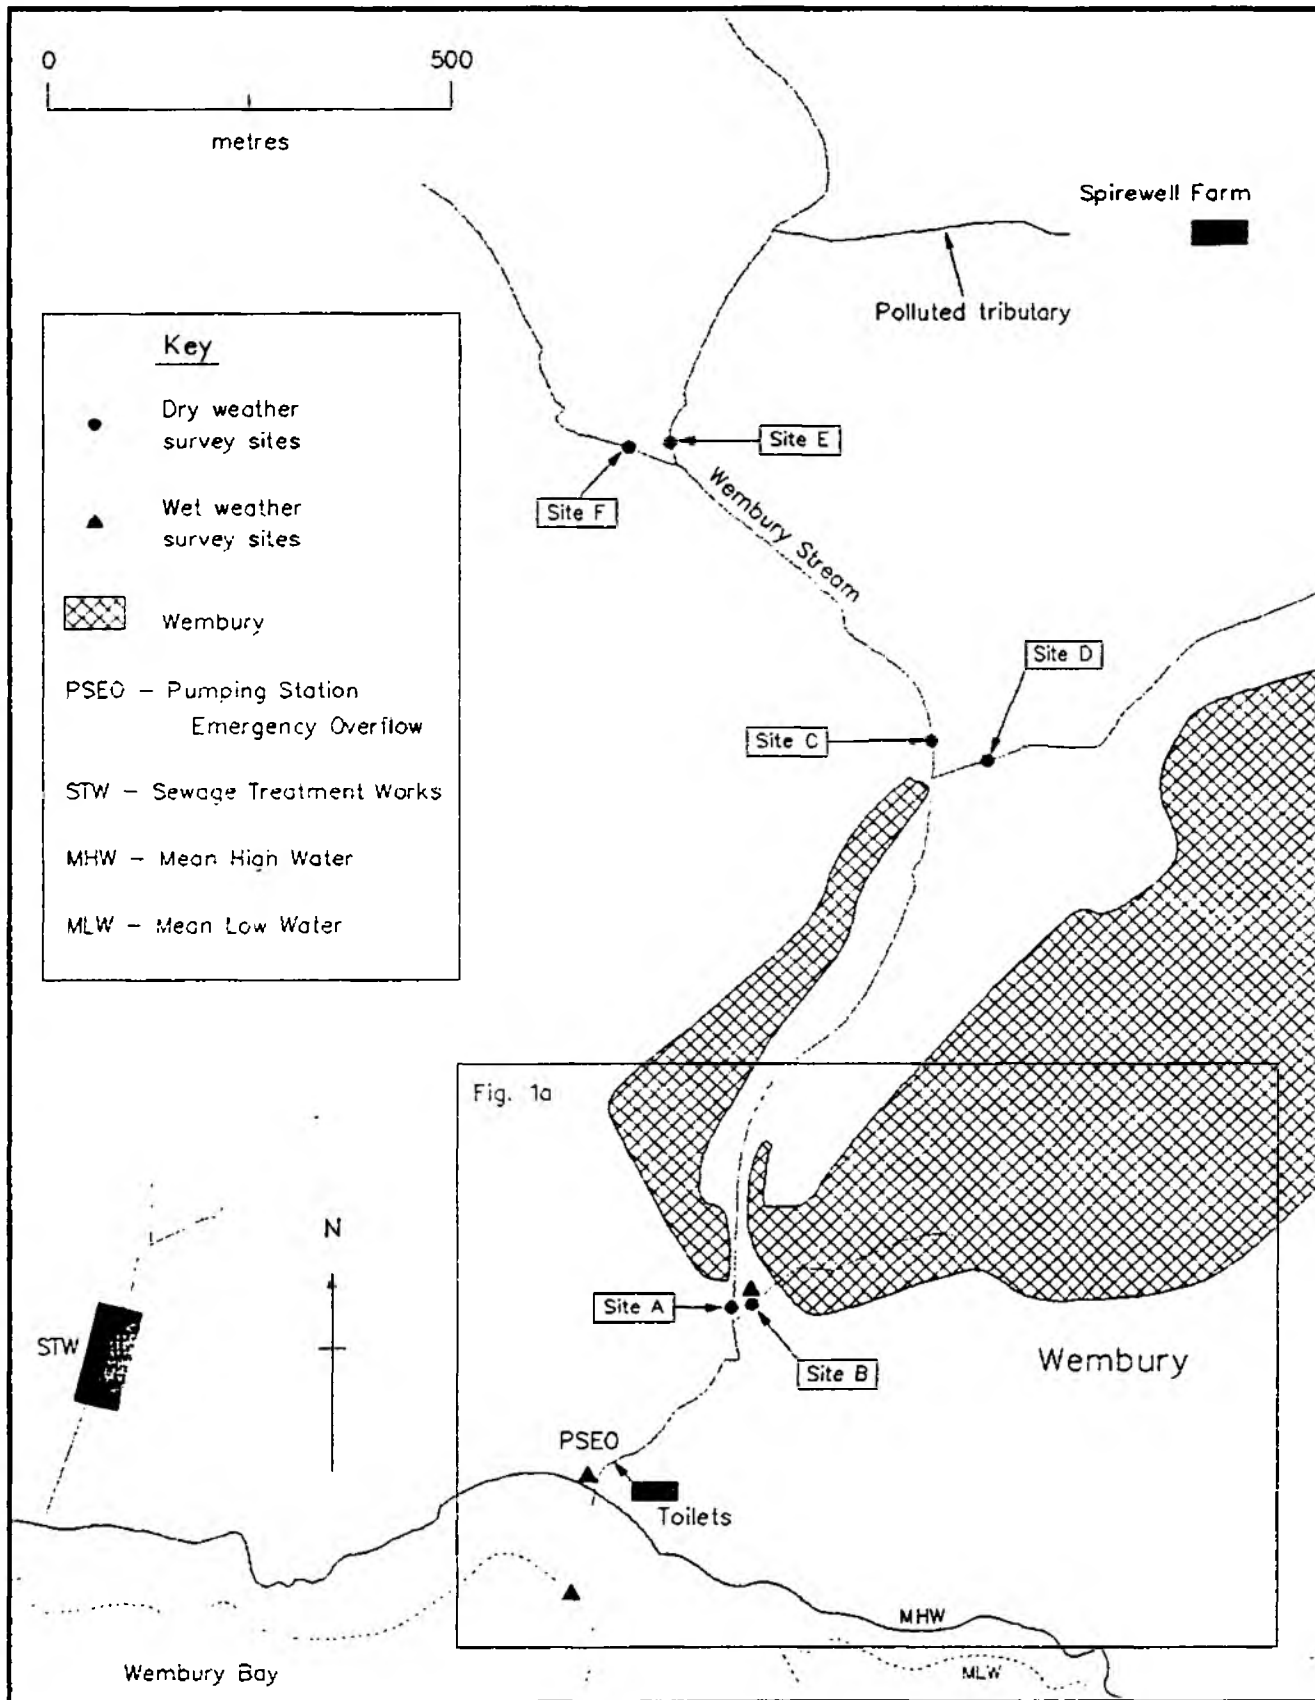 0
500
metres
Spirewell Farm
Polluted tributary
Key
Dry weather
survey sites
Wet weather
survey sites
Wembury
PSEO – Pumping Station
Emergency Overflow
STW – Sewage Treatment Works
MHW – Mean High Water
MLW – Mean Low Water
Site E
Site F
Wembury Stream
Site D
Site C
Fig. 1a
N
STW
Site A
Site B
Wembury
PSEO
Toilets
MHW
MLW
Wembury Bay